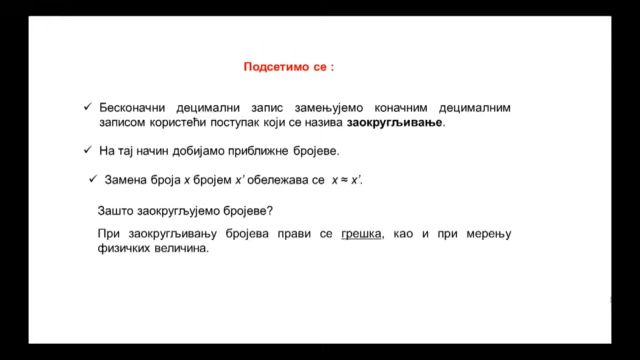 Подсетимо се :
✓ Бесконачни децимални запис замењујемо коначним децималним
записом користећи поступак који се назива заокругљивање.
✓ На тај начин добијамо приближне бројеве.
✓ Замена броја x бројем x’ обележава се x ≈ x’.
Зашто заокругљујемо бројеве?
При заокругљивању бројева прави се грешка, као и при мерењу
физичких величина.